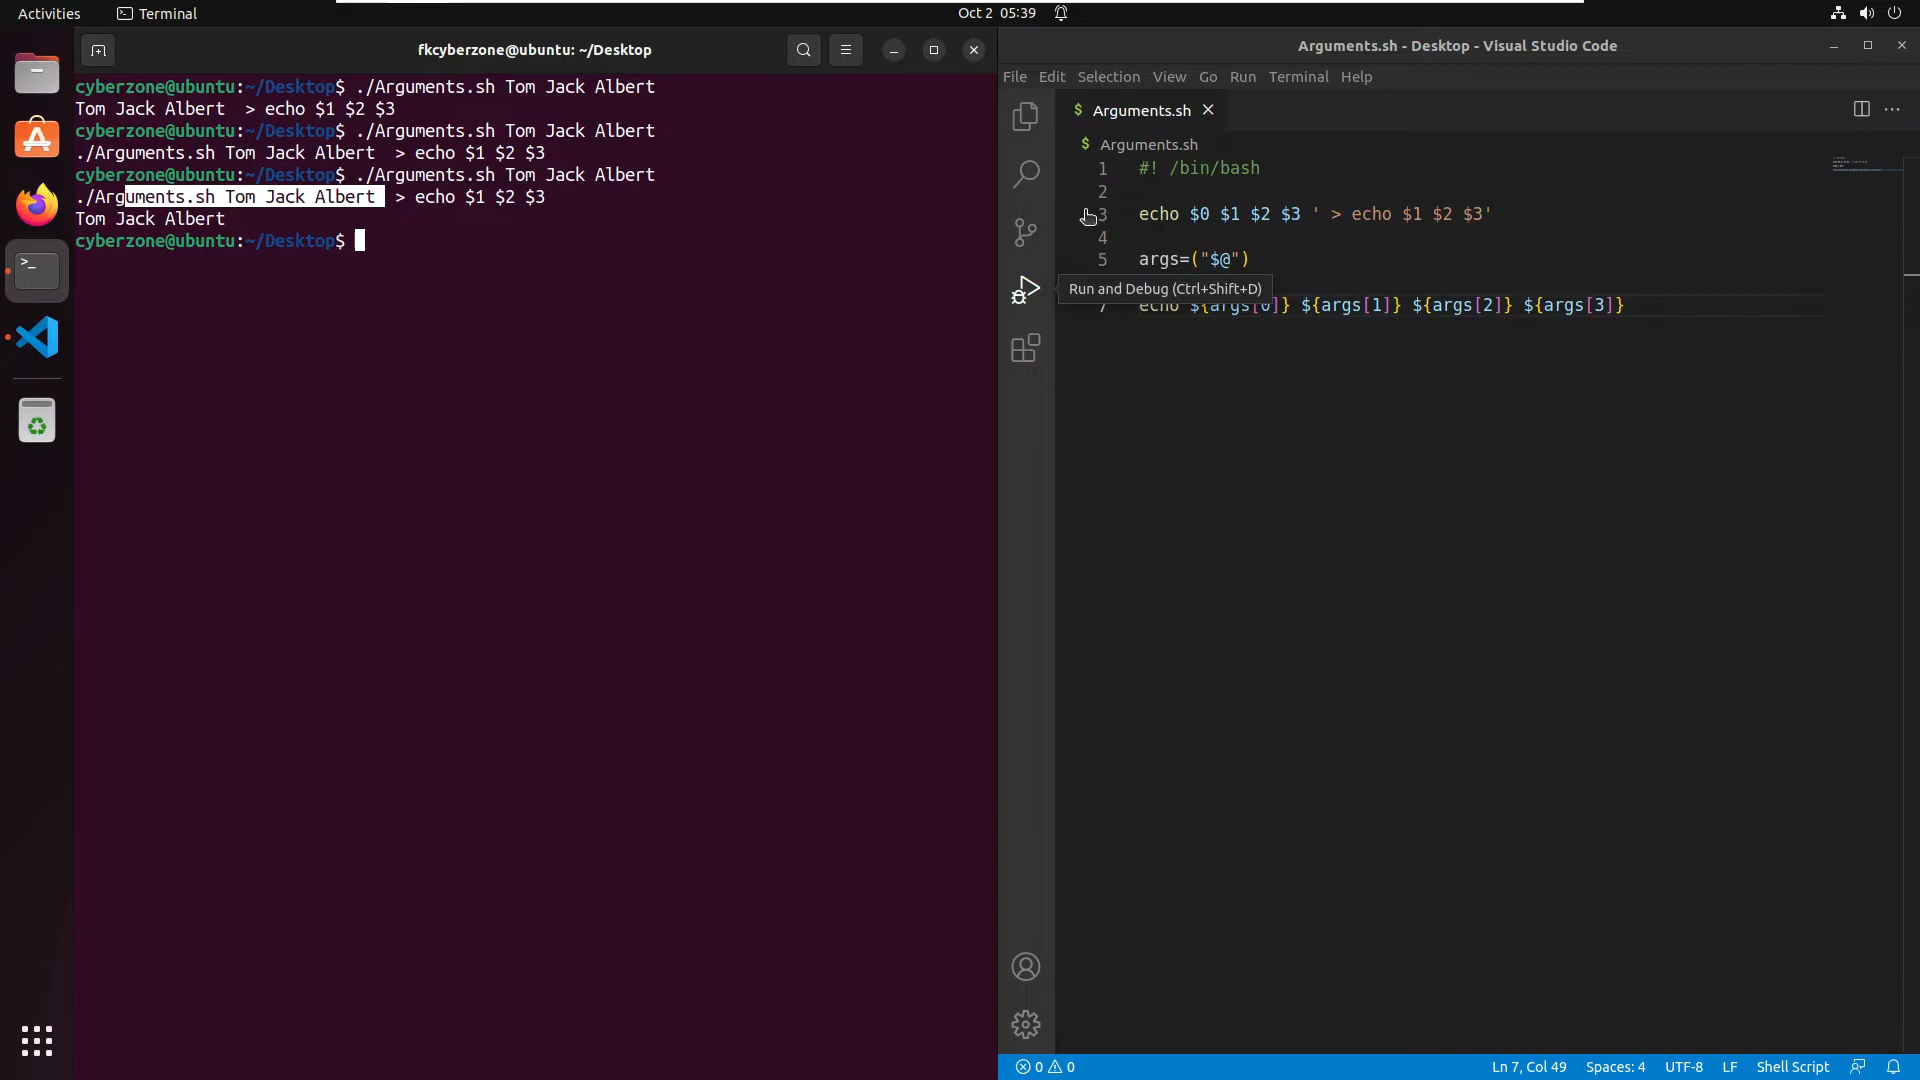 Activities Terminal Oct 2 05:39
fkcyberzone@ubuntu: ~/Desktop
cyberzone@ubuntu:~/Desktop$ ./Arguments.sh Tom Jack Albert
Tom Jack Albert  > echo $1 $2 $3
cyberzone@ubuntu:~/Desktop$ ./Arguments.sh Tom Jack Albert
./Arguments.sh Tom Jack Albert  > echo $1 $2 $3
cyberzone@ubuntu:~/Desktop$ ./Arguments.sh Tom Jack Albert
./Arguments.sh Tom Jack Albert  > echo $1 $2 $3
Tom Jack Albert
cyberzone@ubuntu:~/Desktop$
Arguments.sh - Desktop - Visual Studio Code
File Edit Selection View Go Run Terminal Help
$ Arguments.sh
$ Arguments.sh
1 #! /bin/bash
2
3 echo $0 $1 $2 $3 ' > echo $1 $2 $3'
4
5 args=("$@")
Run and Debug (Ctrl+Shift+D)
7 echo ${args[0]} ${args[1]} ${args[2]} ${args[3]}
0 0 Ln 7, Col 49 Spaces: 4 UTF-8 LF Shell Script